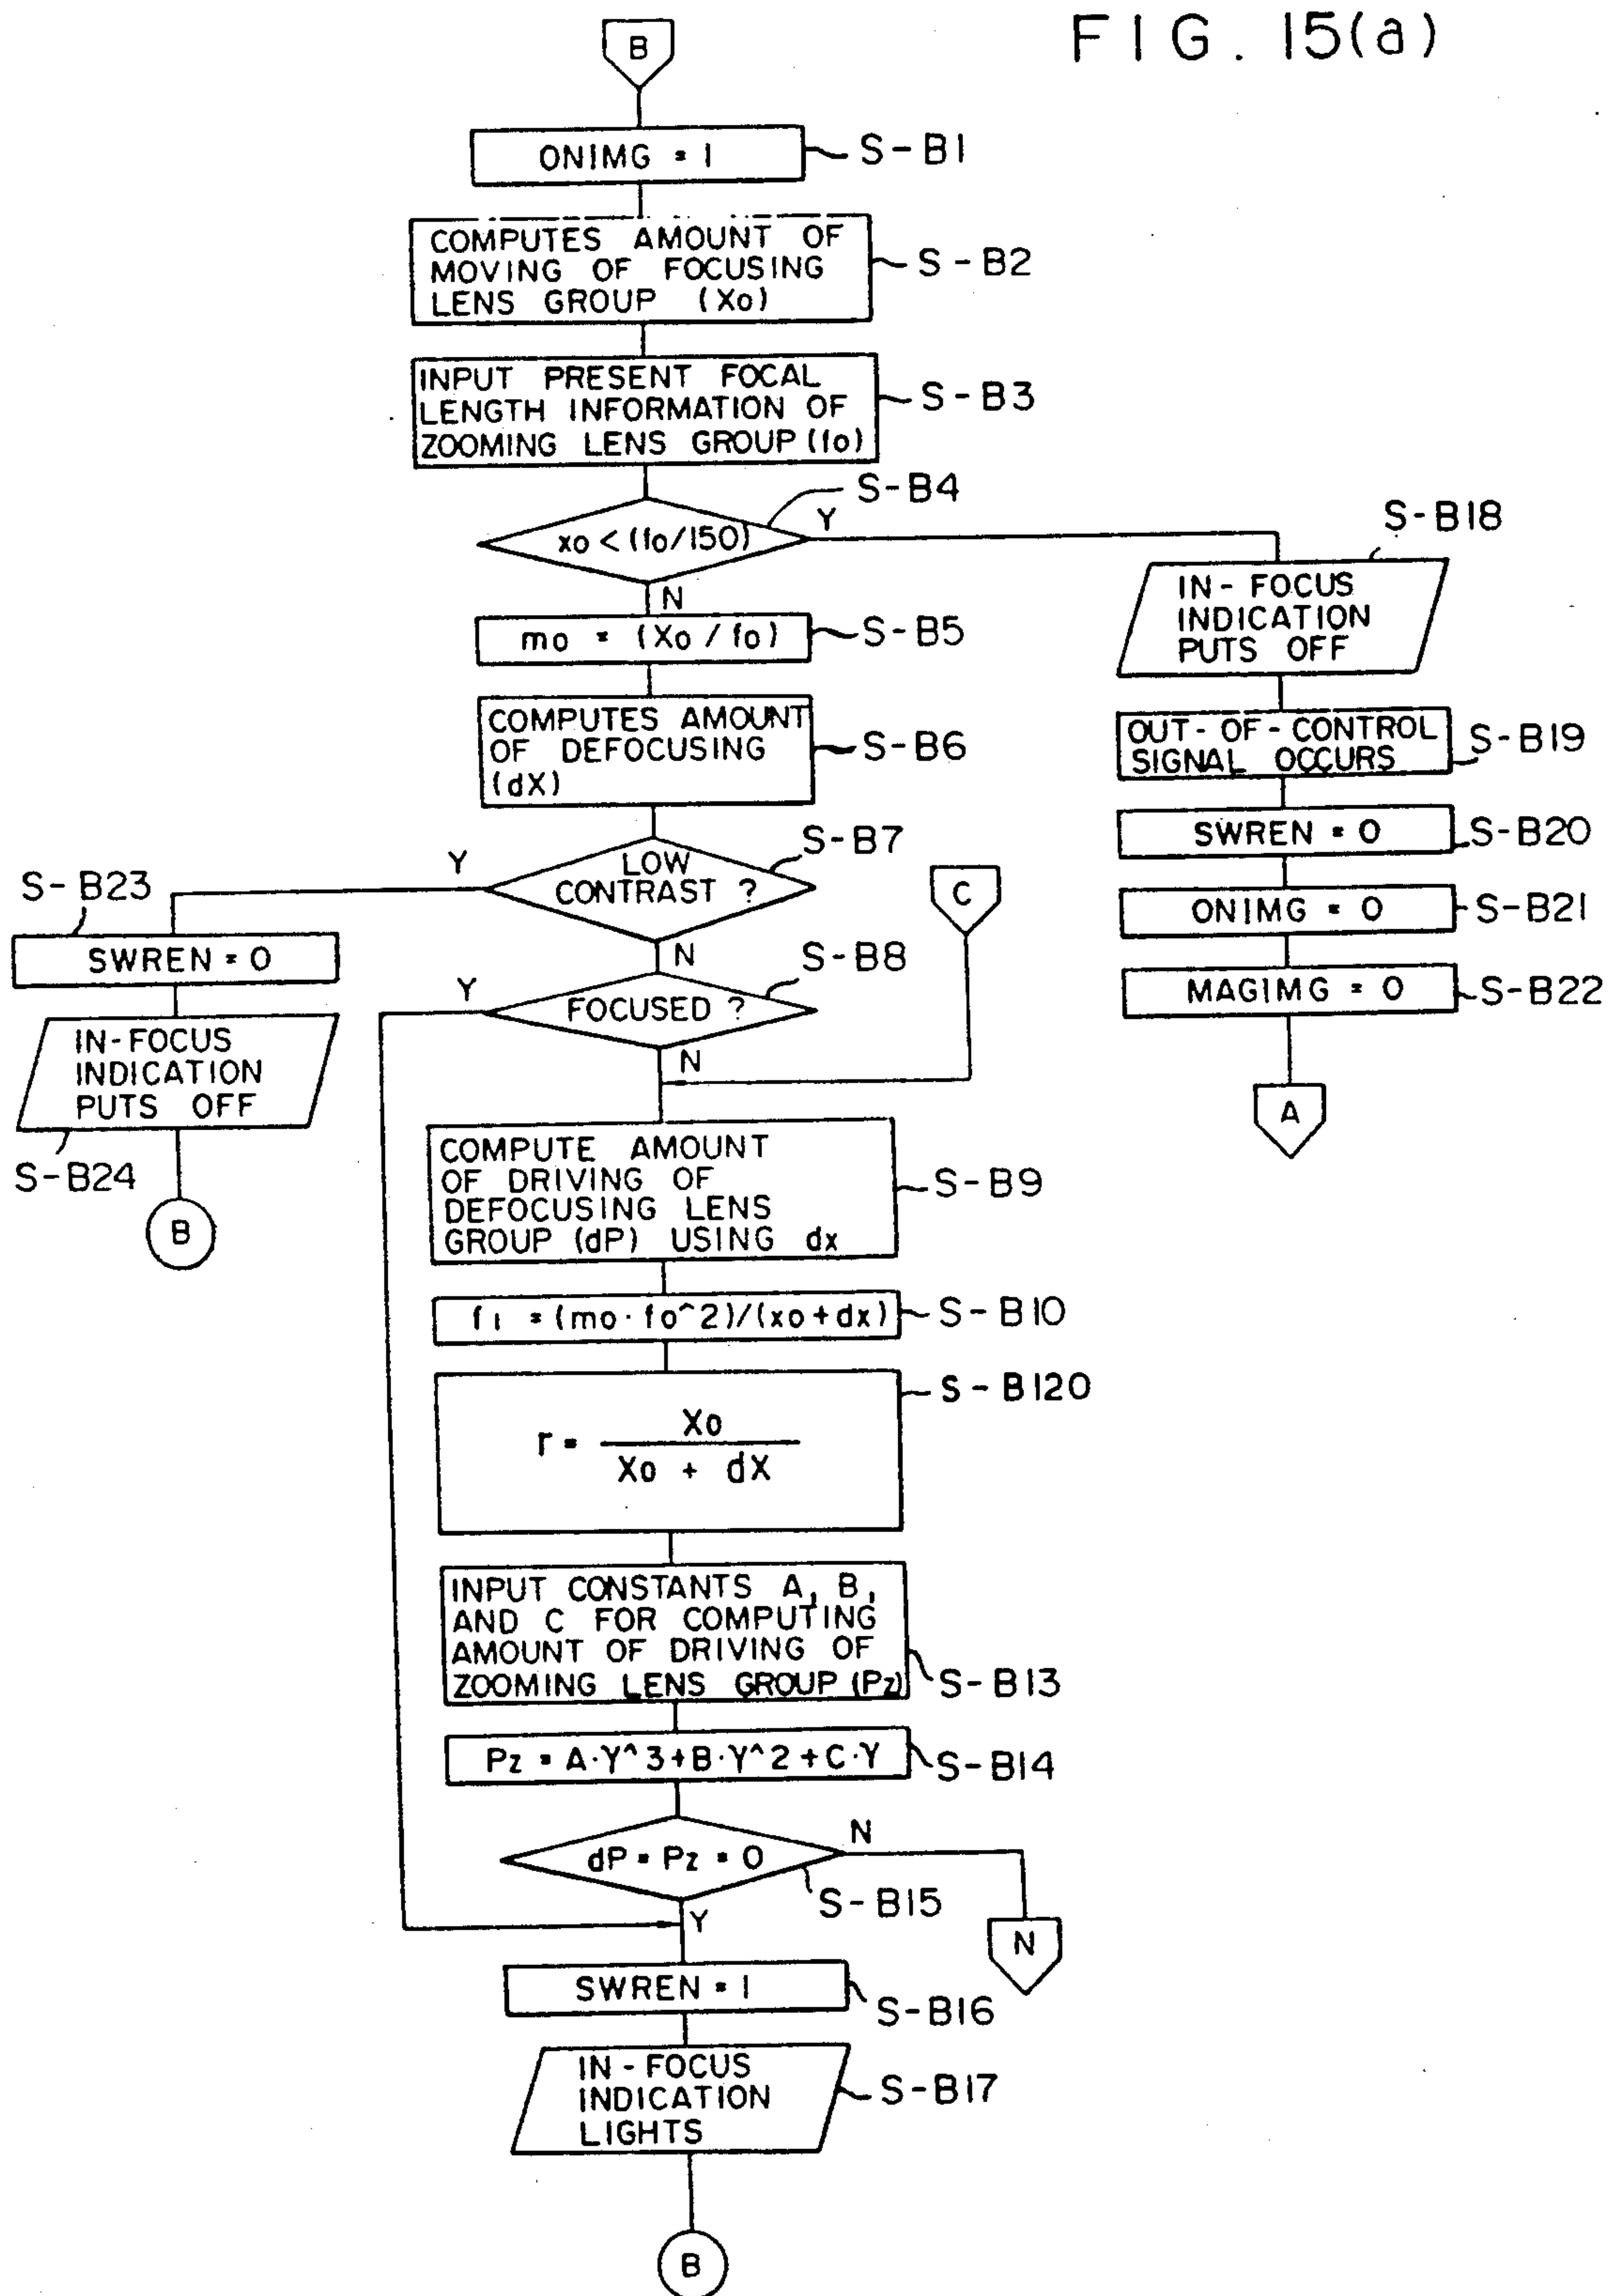 FIG. 15(a)
B
ONIMG = 1
S-B1
COMPUTES AMOUNT OF
MOVING OF FOCUSING
LENS GROUP (Xo)
S-B2
INPUT PRESENT FOCAL
LENGTH INFORMATION OF
ZOOMING LENS GROUP (fo)
S-B3
S-B4
xo < (fo/150)
Y
N
S-B18
IN-FOCUS
INDICATION
PUTS OFF
mo = (Xo / fo)
S-B5
COMPUTES AMOUNT
OF DEFOCUSING
(dX)
S-B6
OUT-OF-CONTROL
SIGNAL OCCURS
S-B19
SWREN = 0
S-B20
ONIMG = 0
S-B21
MAGIMG = 0
S-B22
A
S-B7
LOW
CONTRAST ?
Y
N
C
S-B23
SWREN = 0
IN-FOCUS
INDICATION
PUTS OFF
S-B24
B
S-B8
FOCUSED ?
Y
N
COMPUTE AMOUNT
OF DRIVING OF
DEFOCUSING LENS
GROUP (dP) USING dx
S-B9
f1 = (mo·fo^2)/(xo+dx)
S-B10
S-B120
r = Xo
Xo + dX
INPUT CONSTANTS A, B,
AND C FOR COMPUTING
AMOUNT OF DRIVING OF
ZOOMING LENS GROUP (Pz)
S-B13
Pz = A·Y^3+B·Y^2+C·Y
S-B14
dP = Pz = 0
N
S-B15
Y
N
SWREN = 1
S-B16
IN-FOCUS
INDICATION
LIGHTS
S-B17
B